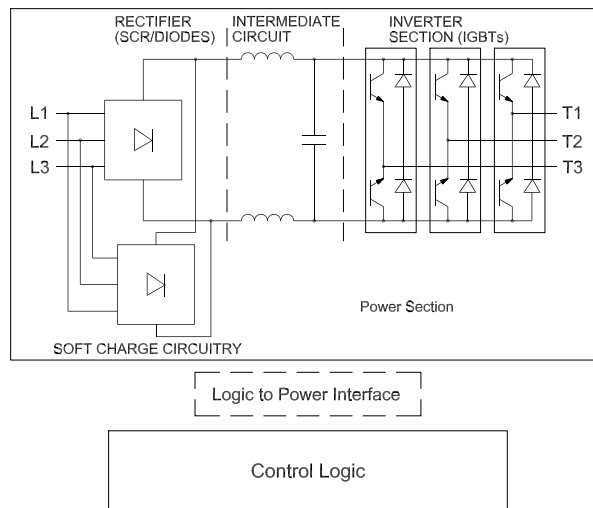 RECTIFIER
(SCR/DIODES)
INTERMEDIATE
CIRCUIT
INVERTER
SECTION (IGBTs)
L1
L2
L3
T1
T2
T3
Power Section
SOFT CHARGE CIRCUITRY
Logic to Power Interface
Control Logic